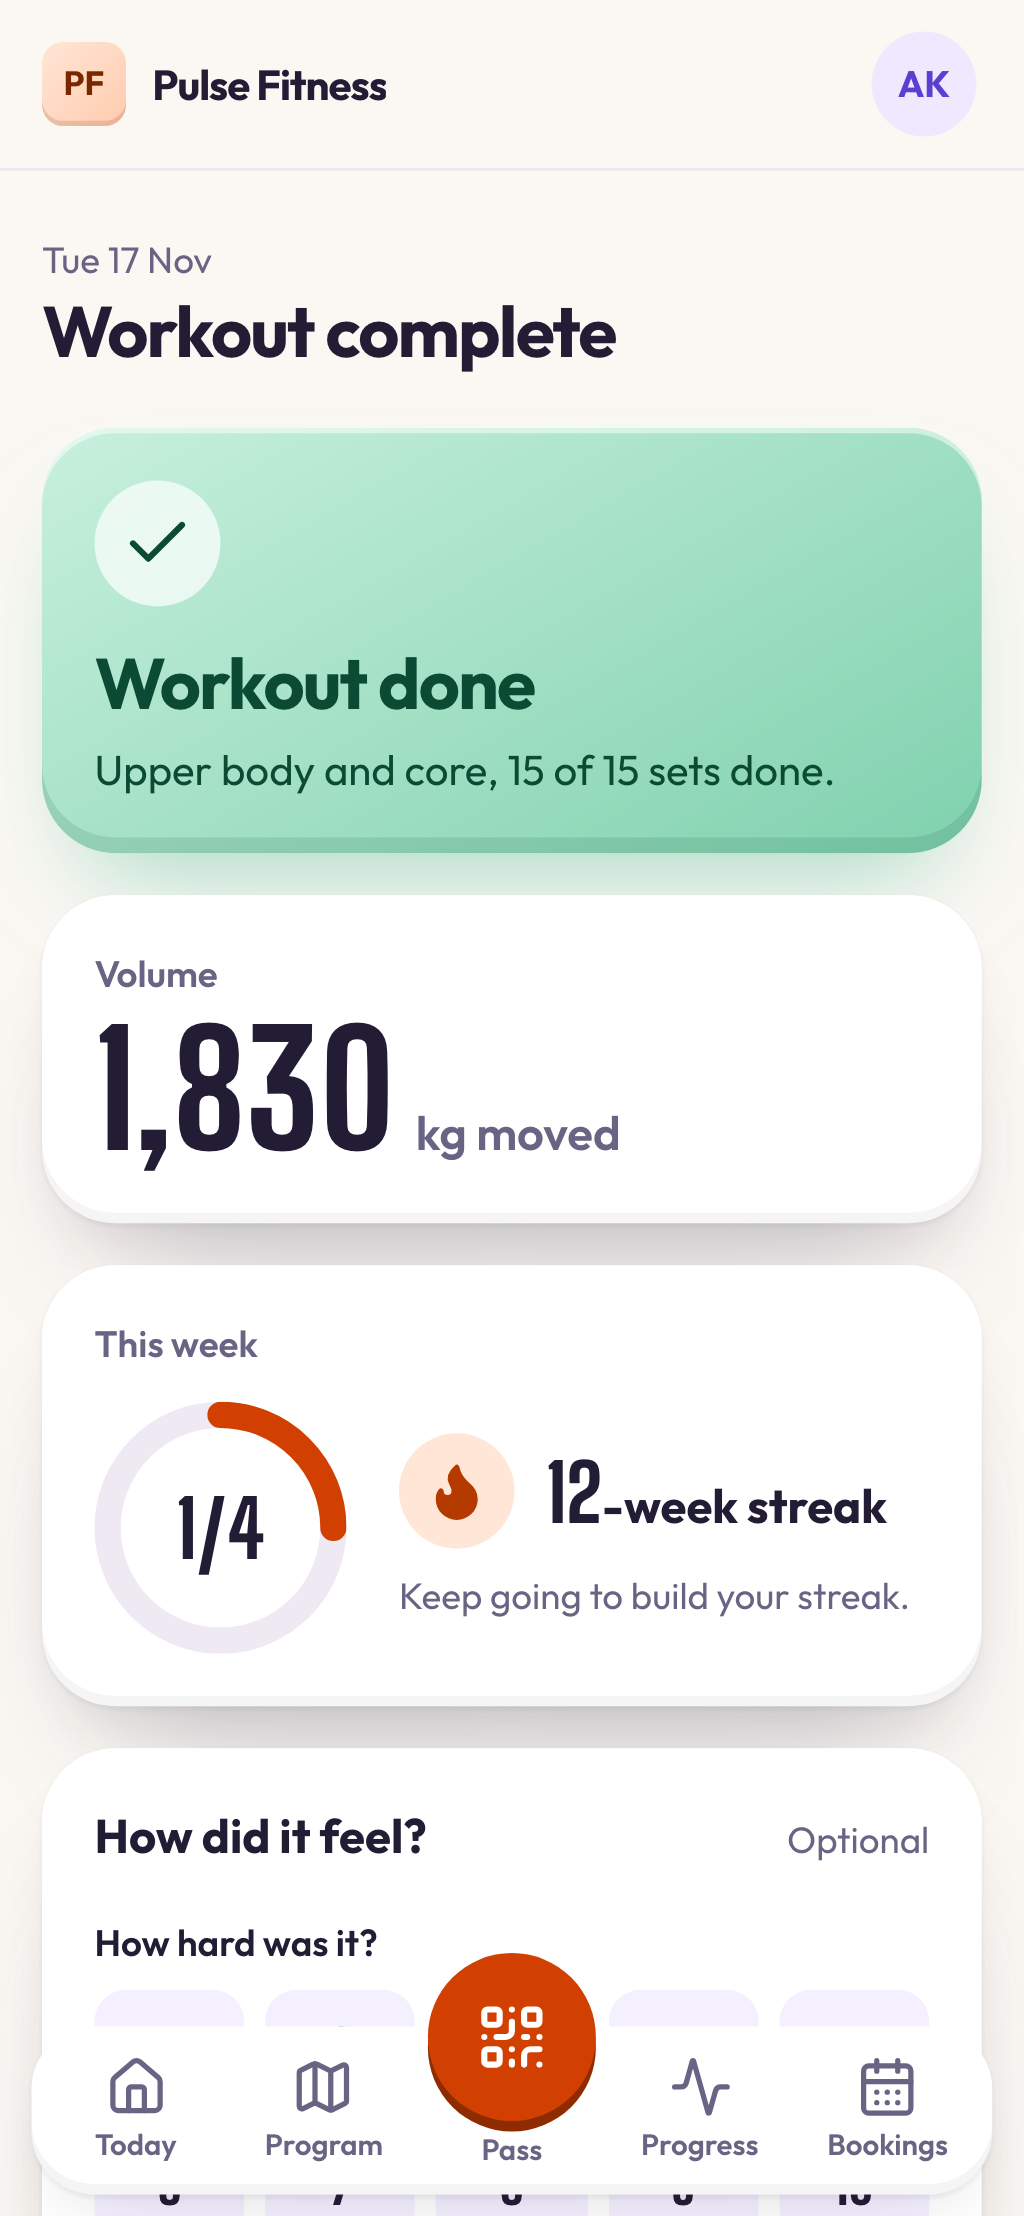 PF
Pulse Fitness
AK
Tue 17 Nov
Workout complete
Workout done
Upper body and core, 15 of 15 sets done.
Volume
1,830 kg moved
This week
1/4
12-week streak
Keep going to build your streak.
How did it feel?
Optional
How hard was it?
Today
Program
Pass
Progress
Bookings